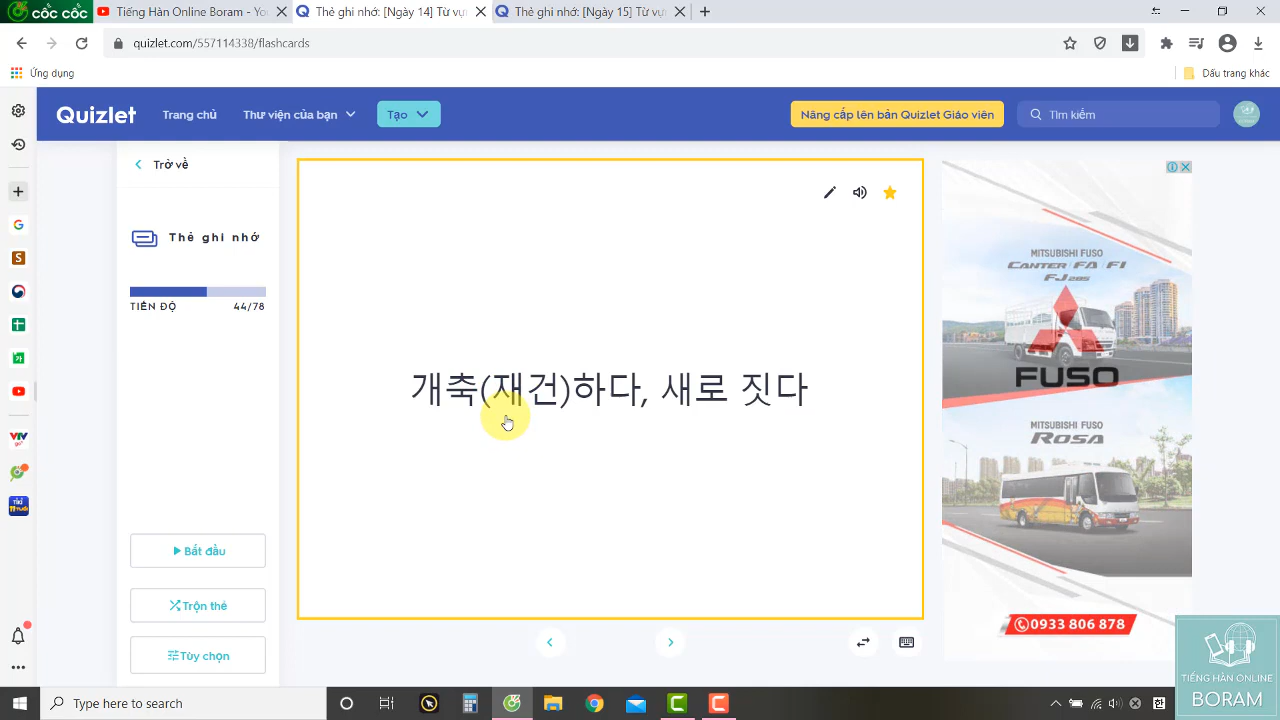 cốc cốc
Tiếng Hàn Online Boram - Yo
Thẻ ghi nhớ: [Ngày 14] Từ vự
Thẻ ghi nhớ: [Ngày 15] Từ vự
quizlet.com/557114338/flashcards
Ứng dụng
Dấu trang khác
Quizlet
Trang chủ
Thư viện của bạn
Tạo
Nâng cấp lên bản Quizlet Giáo viên
Tìm kiếm
Trở về
Thẻ ghi nhớ
TIẾN ĐỘ
44/78
개축(재건)하다, 새로 짓다
Bắt đầu
Trộn thẻ
Tùy chọn
MITSUBISHI FUSO
CANTER FA FI
FJ 285
FUSO
MITSUBISHI FUSO
ROSA
0933 806 878
TIẾNG HÀN ONLINE
BORAM
Type here to search